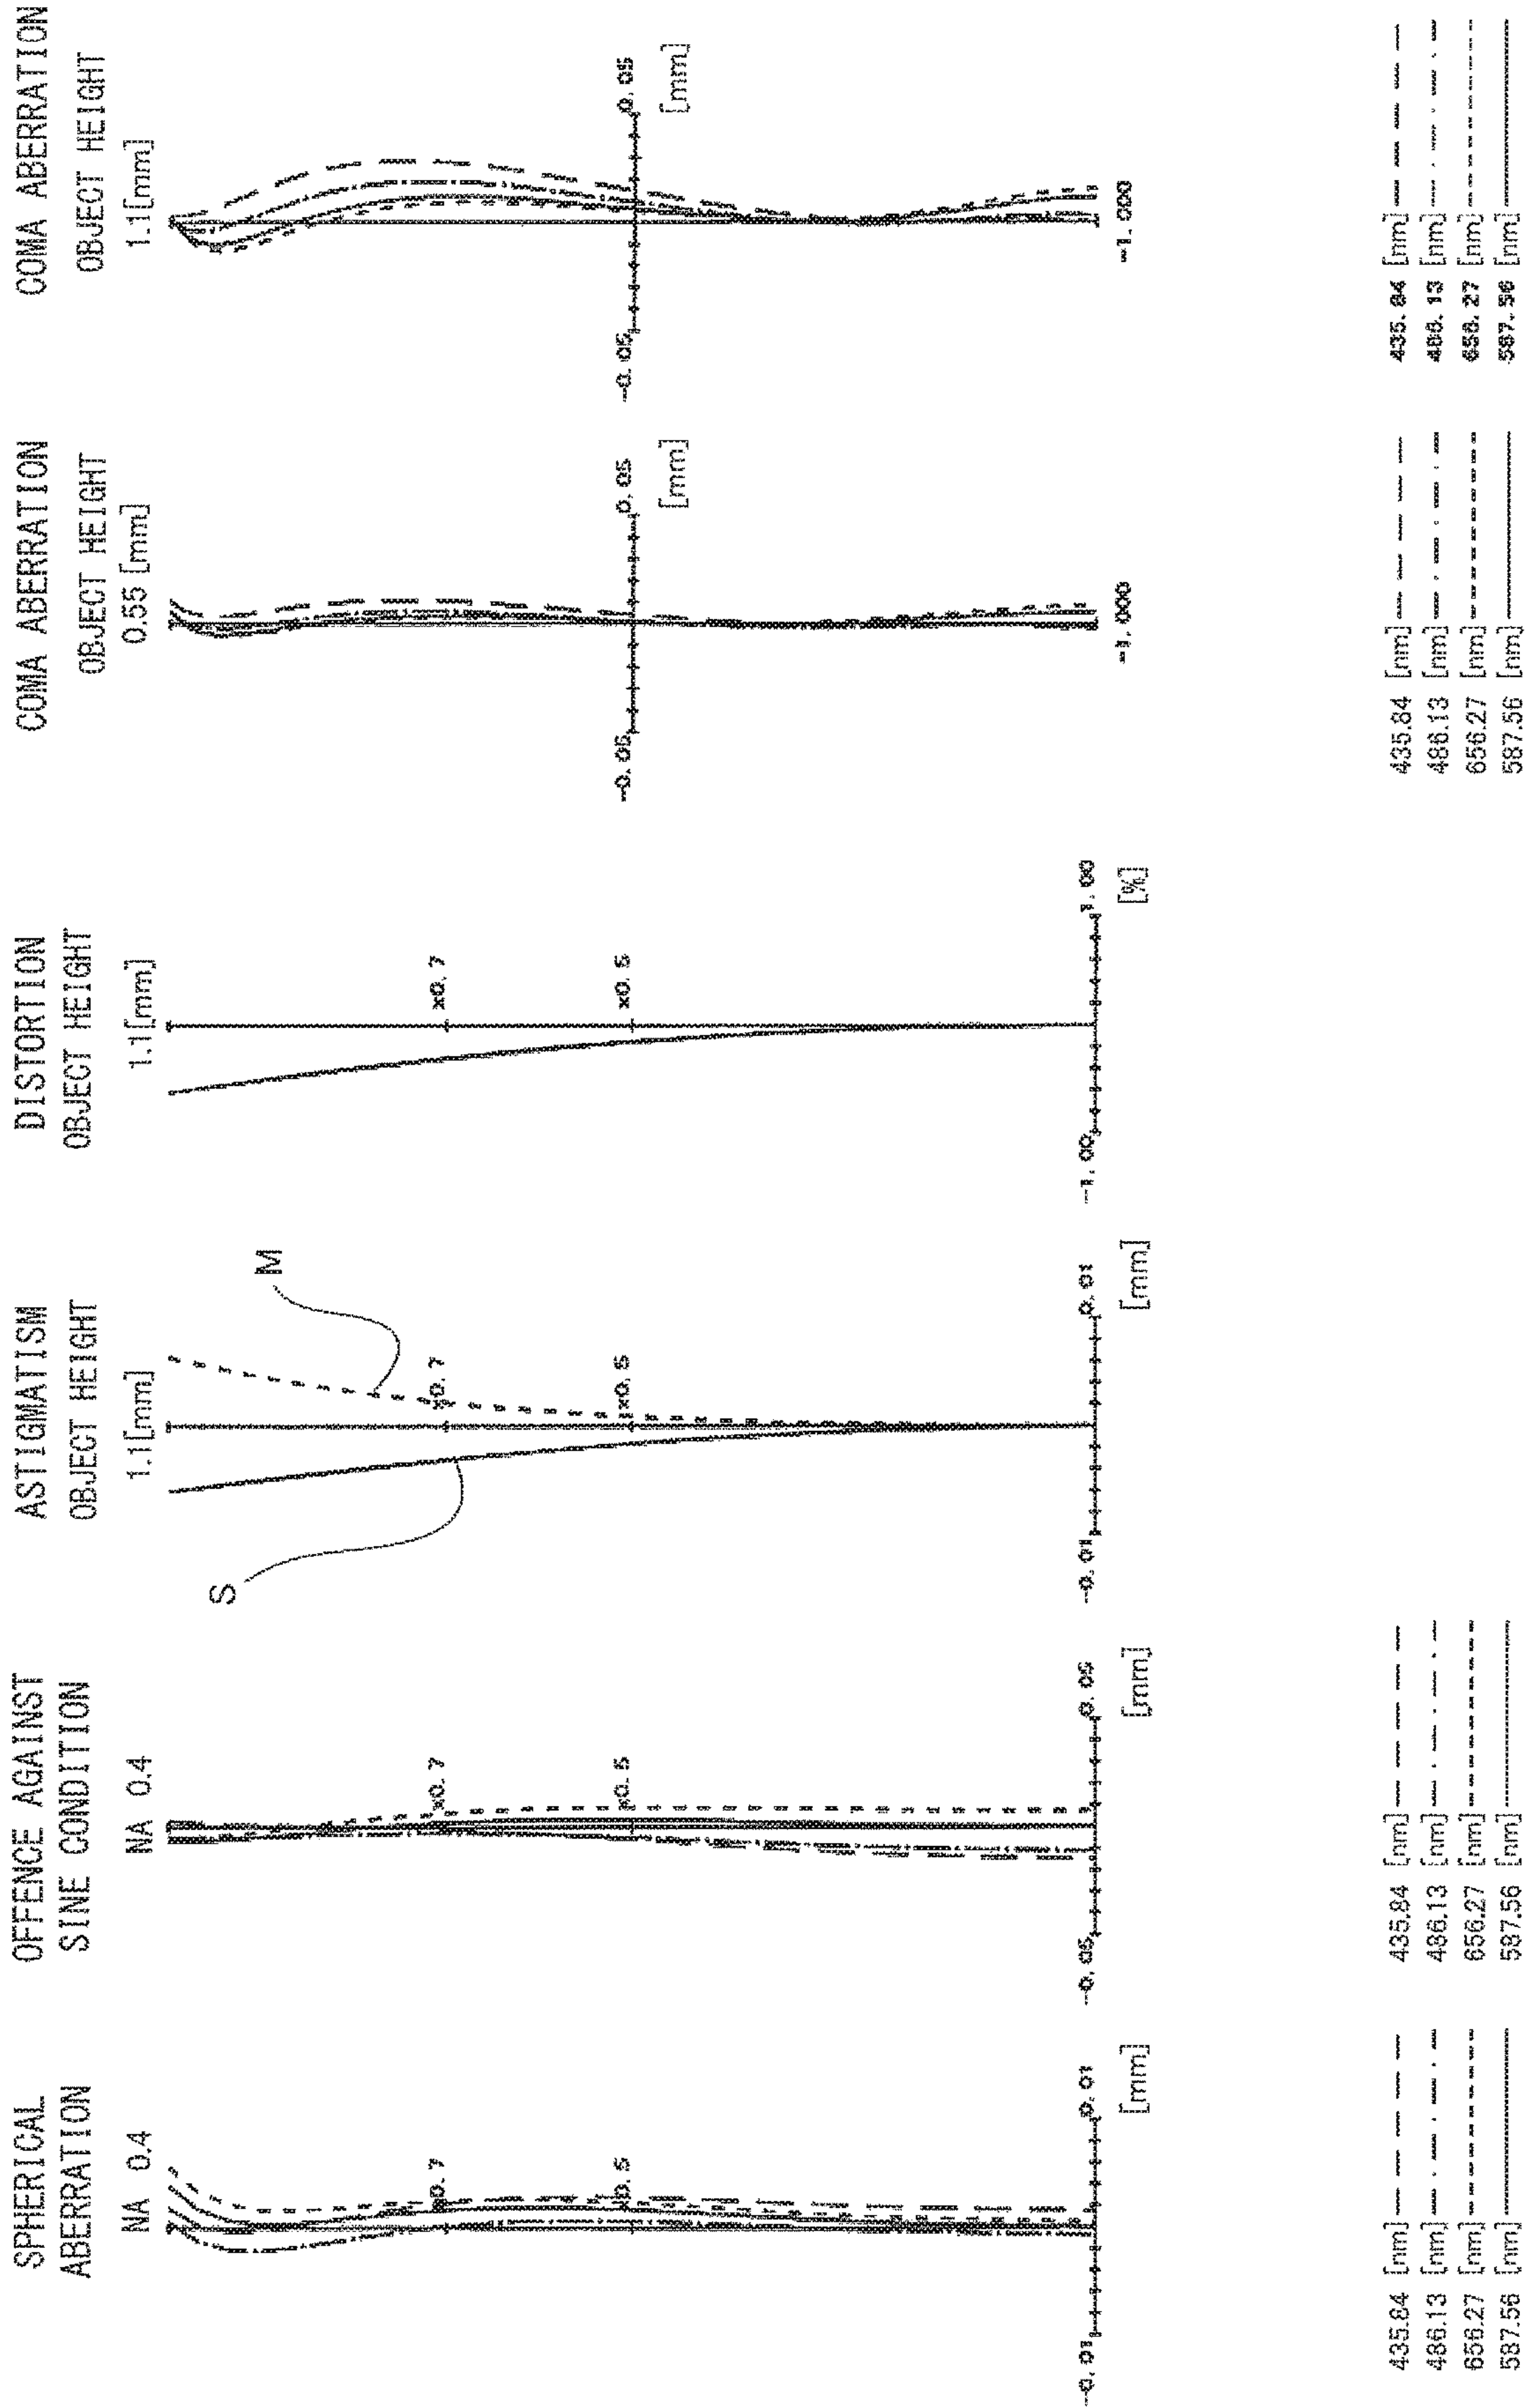 SPHERICAL
ABERRATION
NA 0.4
x0.7
x0.5
-0.01
0.01
[mm]
435.84 [nm]
486.13 [nm]
656.27 [nm]
587.56 [nm]
OFFENCE AGAINST
SINE CONDITION
NA 0.4
x0.7
x0.5
-0.05
0.05
[mm]
435.84 [nm]
486.13 [nm]
656.27 [nm]
587.56 [nm]
ASTIGMATISM
OBJECT HEIGHT
1.1[mm]
S
M
x0.7
x0.5
-0.01
0.01
[mm]
DISTORTION
OBJECT HEIGHT
1.1[mm]
x0.7
x0.5
-1.00
1.00
[%]
COMA ABERRATION
OBJECT HEIGHT
0.55 [mm]
-0.05
0.05
[mm]
-1.000
435.84 [nm]
486.13 [nm]
656.27 [nm]
587.56 [nm]
COMA ABERRATION
OBJECT HEIGHT
1.1[mm]
-0.05
0.05
[mm]
-1.000
435.84 [nm]
486.13 [nm]
656.27 [nm]
587.56 [nm]